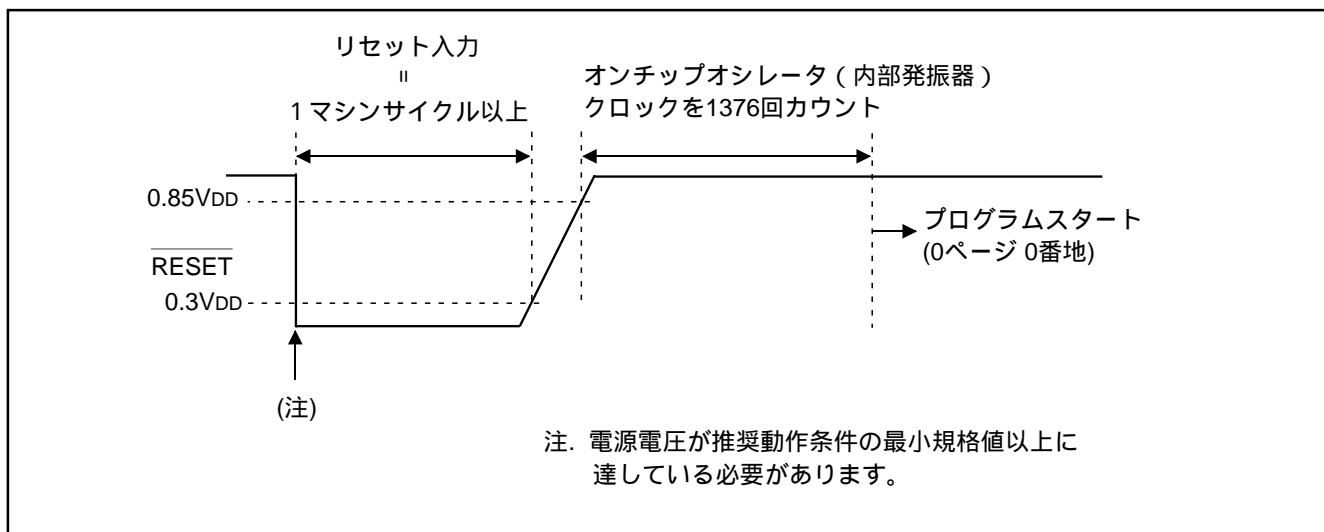 リセット入力
=
1 マシンサイクル以上
オンチップオシレータ ( 内部発振器 )
クロックを1376回カウント
0.85VDD
RESET
0.3VDD
プログラムスタート
(0ページ 0番地)
(注)
注. 電源電圧が推奨動作条件の最小規格値以上に
達している必要があります。